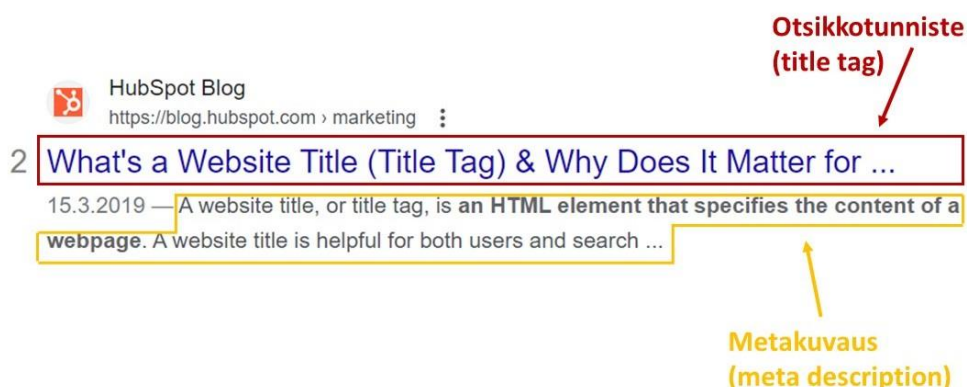 Otsikkotunniste
(title tag)
HubSpot Blog
https://blog.hubspot.com › marketing
2 What's a Website Title (Title Tag) & Why Does It Matter for ...
15.3.2019 — A website title, or title tag, is an HTML element that specifies the content of a
webpage. A website title is helpful for both users and search ...
Metakuvaus
(meta description)